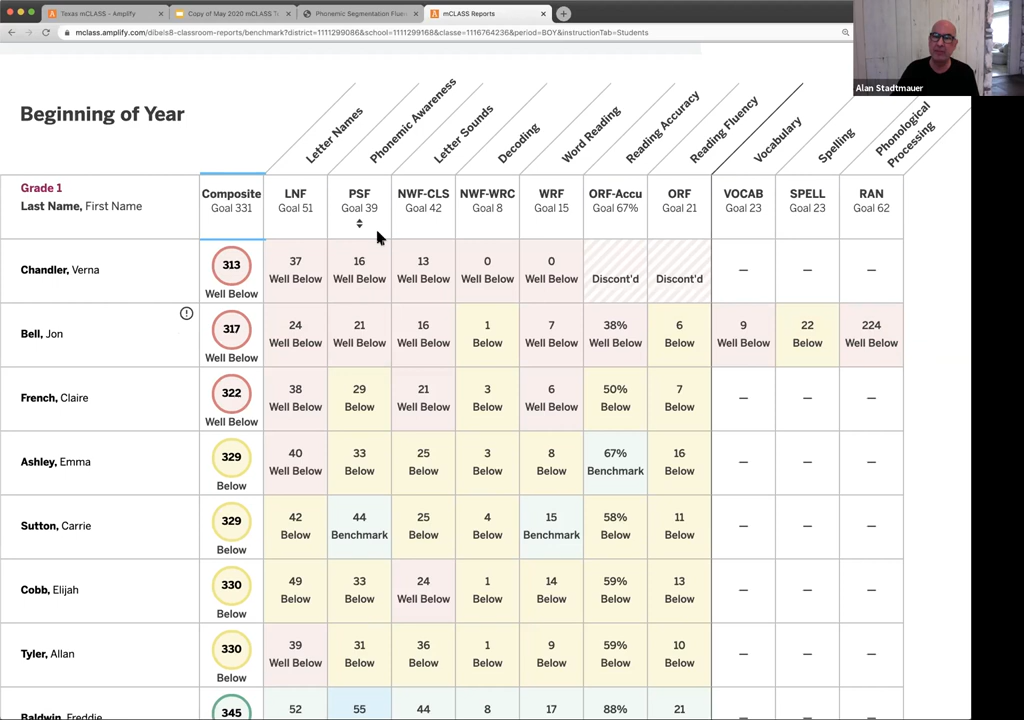 Texas mCLASS - Amplify
Copy of May 2020 mCLASS T
Phonemic Segmentation Fluen
mCLASS Reports
mclass.amplify.com/dibels8-classroom-reports/benchmark?district=1111299086&school=1111299168&classe=1116764236&period=BOY&instructionTab=Students
Alan Stadtmauer
Beginning of Year
Letter Names
Phonemic Awareness
Letter Sounds
Decoding
Word Reading
Reading Accuracy
Reading Fluency
Vocabulary
Spelling
Phonological
Processing
Grade 1
Last Name, First Name
Composite LNF PSF NWF-CLS NWF-WRC WRF ORF-Accu ORF VOCAB SPELL RAN
Goal 331 Goal 51 Goal 39 Goal 42 Goal 8 Goal 15 Goal 67% Goal 21 Goal 23 Goal 23 Goal 62
Chandler, Verna
313 37 16 13 0 0
Well Below Well Below Well Below Well Below Well Below Well Below Discont'd Discont'd — — —
Bell, Jon
317 24 21 16 1 7 38% 6 9 22 224
Well Below Well Below Well Below Well Below Below Well Below Well Below Below Well Below Below Well Below
French, Claire
322 38 29 21 3 6 50% 7
Well Below Well Below Below Well Below Below Well Below Below Below — — —
Ashley, Emma
329 40 33 25 3 8 67% 16
Below Well Below Below Below Below Below Benchmark Below — — —
Sutton, Carrie
329 42 44 25 4 15 58% 11
Below Below Benchmark Below Below Benchmark Below Below — — —
Cobb, Elijah
330 49 33 24 1 14 59% 13
Below Below Below Well Below Below Below Below Below — — —
Tyler, Allan
330 39 31 36 1 9 59% 10
Below Well Below Below Below Below Below Below Below — — —
Baldwin, Freddie
345 52 55 44 8 17 88% 21